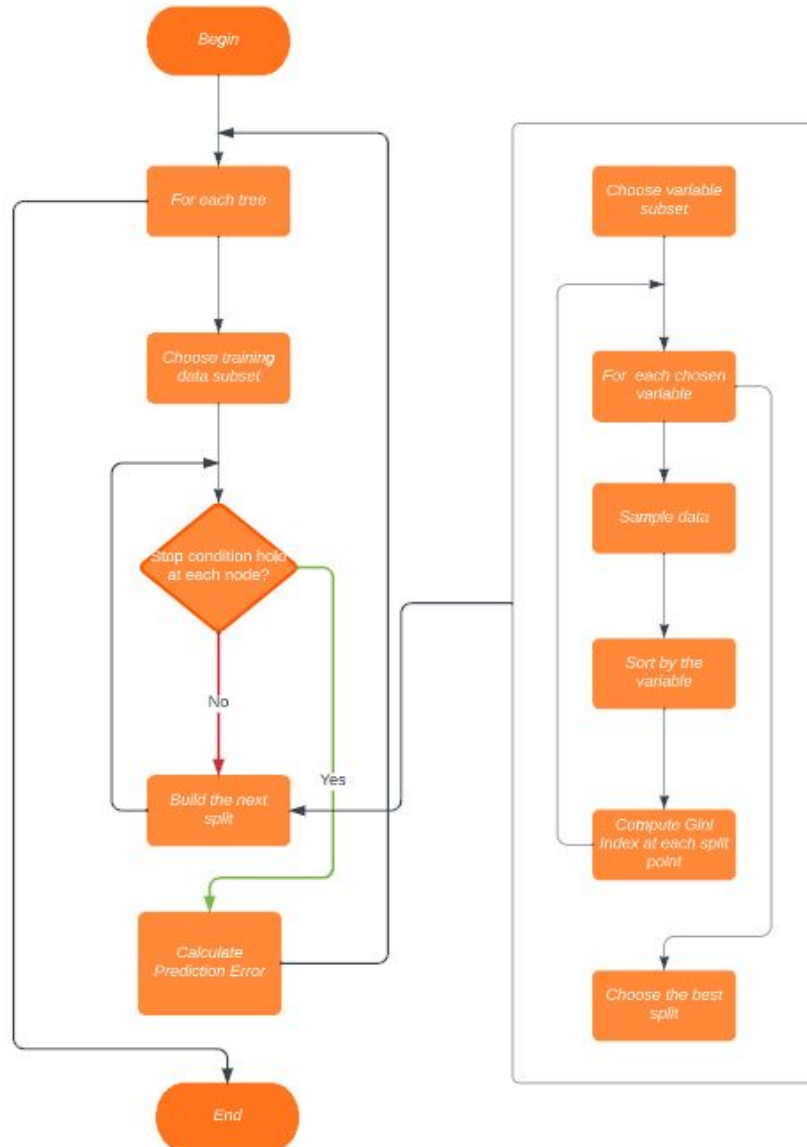 Begin
For each tree
Choose training
data subset
Stop condition hold
at each node?
No
Yes
Build the next
split
Calculate
Prediction Error
End
Choose variable
subset
For each chosen
variable
Sample data
Sort by the
variable
Compute Gini
Index at each split
point
Choose the best
split